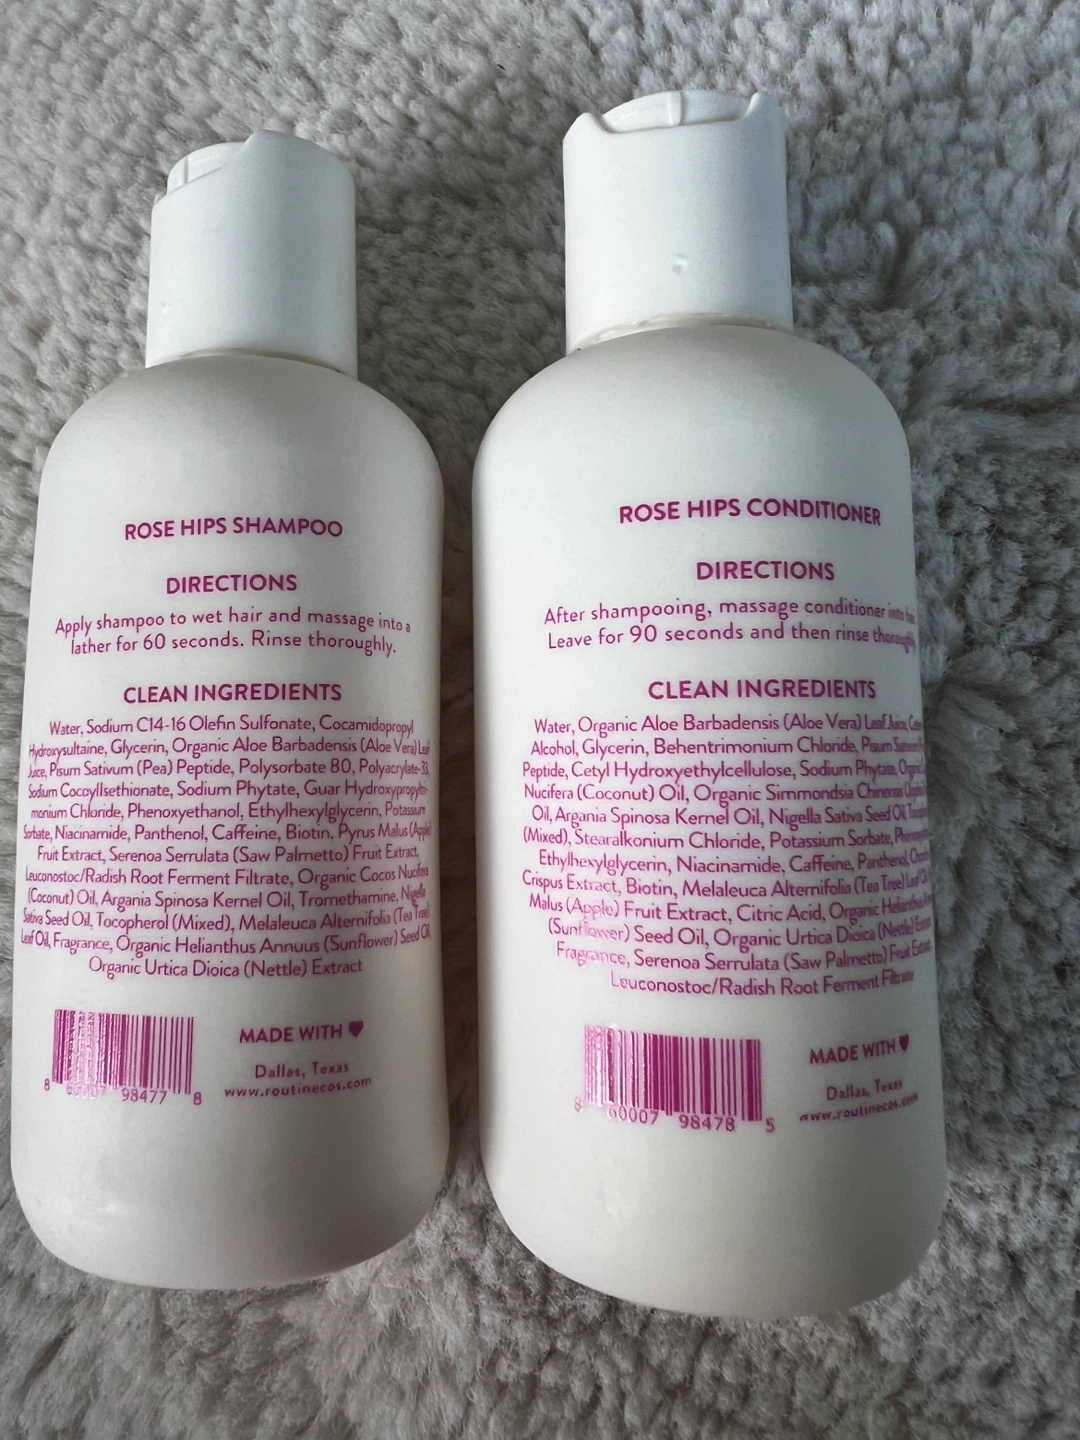 ROSE HIPS SHAMPOO
DIRECTIONS
Apply shampoo to wet hair and massage into a
lather for 60 seconds. Rinse thoroughly.
CLEAN INGREDIENTS
Water, Sodium C14-16 Olefin Sulfonate, Cocamidopropyl
Hydroxysultaine, Glycerin, Organic Aloe Barbadensis (Aloe Vera) Leaf
Juice, Pisum Sativum (Pea) Peptide, Polysorbate 80, Polyacrylate-33,
Sodium CocoylIsethionate, Sodium Phytate, Guar Hydroxypropyltri-
monium Chloride, Phenoxyethanol, Ethylhexylglycerin, Potassium
Sorbate, Niacinamide, Panthenol, Caffeine, Biotin, Pyrus Malus (Apple)
Fruit Extract, Serenoa Serrulata (Saw Palmetto) Fruit Extract,
Leuconostoc/Radish Root Ferment Filtrate, Organic Cocos Nucifera
(Coconut) Oil, Argania Spinosa Kernel Oil, Tromethamine, Nigella
Sativa Seed Oil, Tocopherol (Mixed), Melaleuca Alternifolia (Tea Tree)
Leaf Oil, Fragrance, Organic Helianthus Annuus (Sunflower) Seed Oil,
Organic Urtica Dioica (Nettle) Extract
MADE WITH ♥
Dallas, Texas
www.routinecos.com
8 98477 8
ROSE HIPS CONDITIONER
DIRECTIONS
After shampooing, massage conditioner into
Leave for 90 seconds and then rinse thoroughly
CLEAN INGREDIENTS
Water, Organic Aloe Barbadensis (Aloe Vera) Leaf Juice,
Alcohol, Glycerin, Behentrimonium Chloride, Pisum Sativum
Peptide, Cetyl Hydroxyethylcellulose, Sodium Phytate, Organic
Nucifera (Coconut) Oil, Organic Simmondsia Chinensis
Oil, Argania Spinosa Kernel Oil, Nigella Sativa Seed Oil,
(Mixed), Stearalkonium Chloride, Potassium Sorbate,
Ethylhexylglycerin, Niacinamide, Caffeine, Panthenol,
Crispus Extract, Biotin, Melaleuca Alternifolia (Tea Tree) Leaf
Malus (Apple) Fruit Extract, Citric Acid, Organic Helianthus
(Sunflower) Seed Oil, Organic Urtica Dioica (Nettle) Extract
Fragrance, Serenoa Serrulata (Saw Palmetto) Fruit Extract
Leuconostoc/Radish Root Ferment Filtrate
MADE WITH ♥
Dallas, Texas
www.routinecos.com
8 60007 98478 5